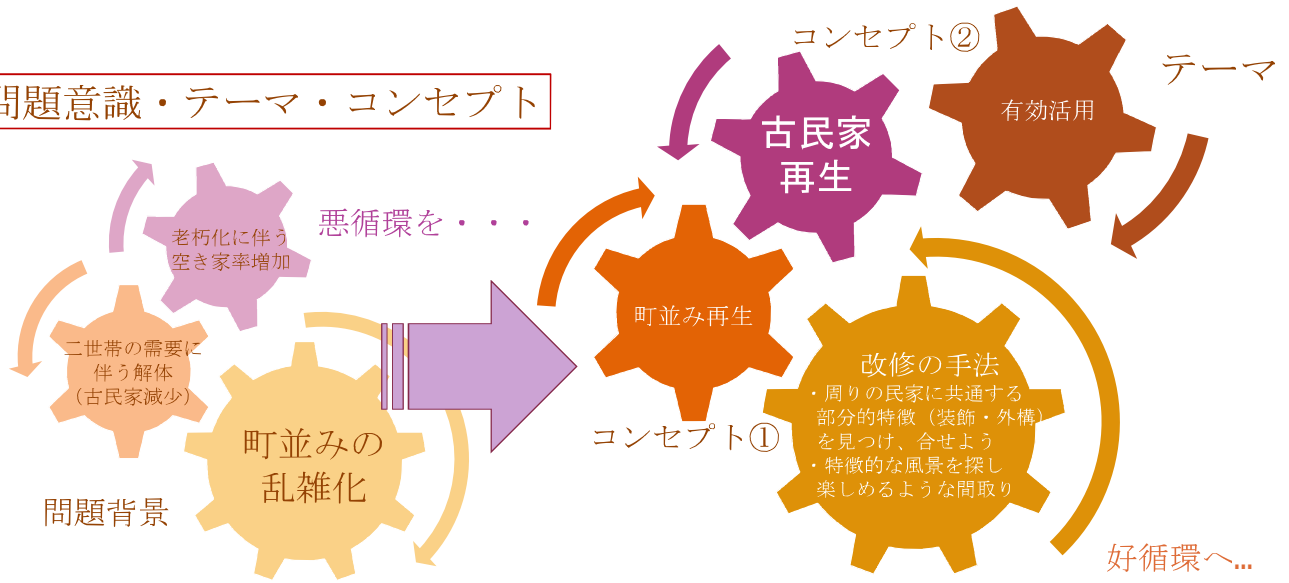 問題意識・テーマ・コンセプト
老朽化に伴う
空き家率増加
悪循環を・・・
二世帯の需要に
伴う解体
（古民家減少）
町並みの
乱雑化
問題背景
コンセプト②
テーマ
古民家
再生
有効活用
町並み再生
コンセプト①
改修の手法
・周りの民家に共通する
部分的特徴（装飾・外構）
を見つけ、合せよう
・特徴的な風景を探し
楽しめるような間取り
好循環へ…